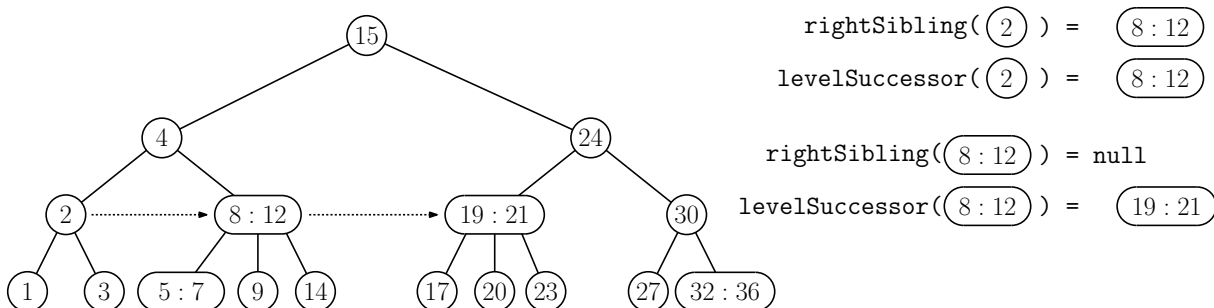 15
rightSibling( 2 ) = 8 : 12
levelSuccessor( 2 ) = 8 : 12
4 24
rightSibling( 8 : 12 ) = null
2 8 : 12 19 : 21 30
levelSuccessor( 8 : 12 ) = 19 : 21
1 3 5 : 7 9 14 17 20 23 27 32 : 36